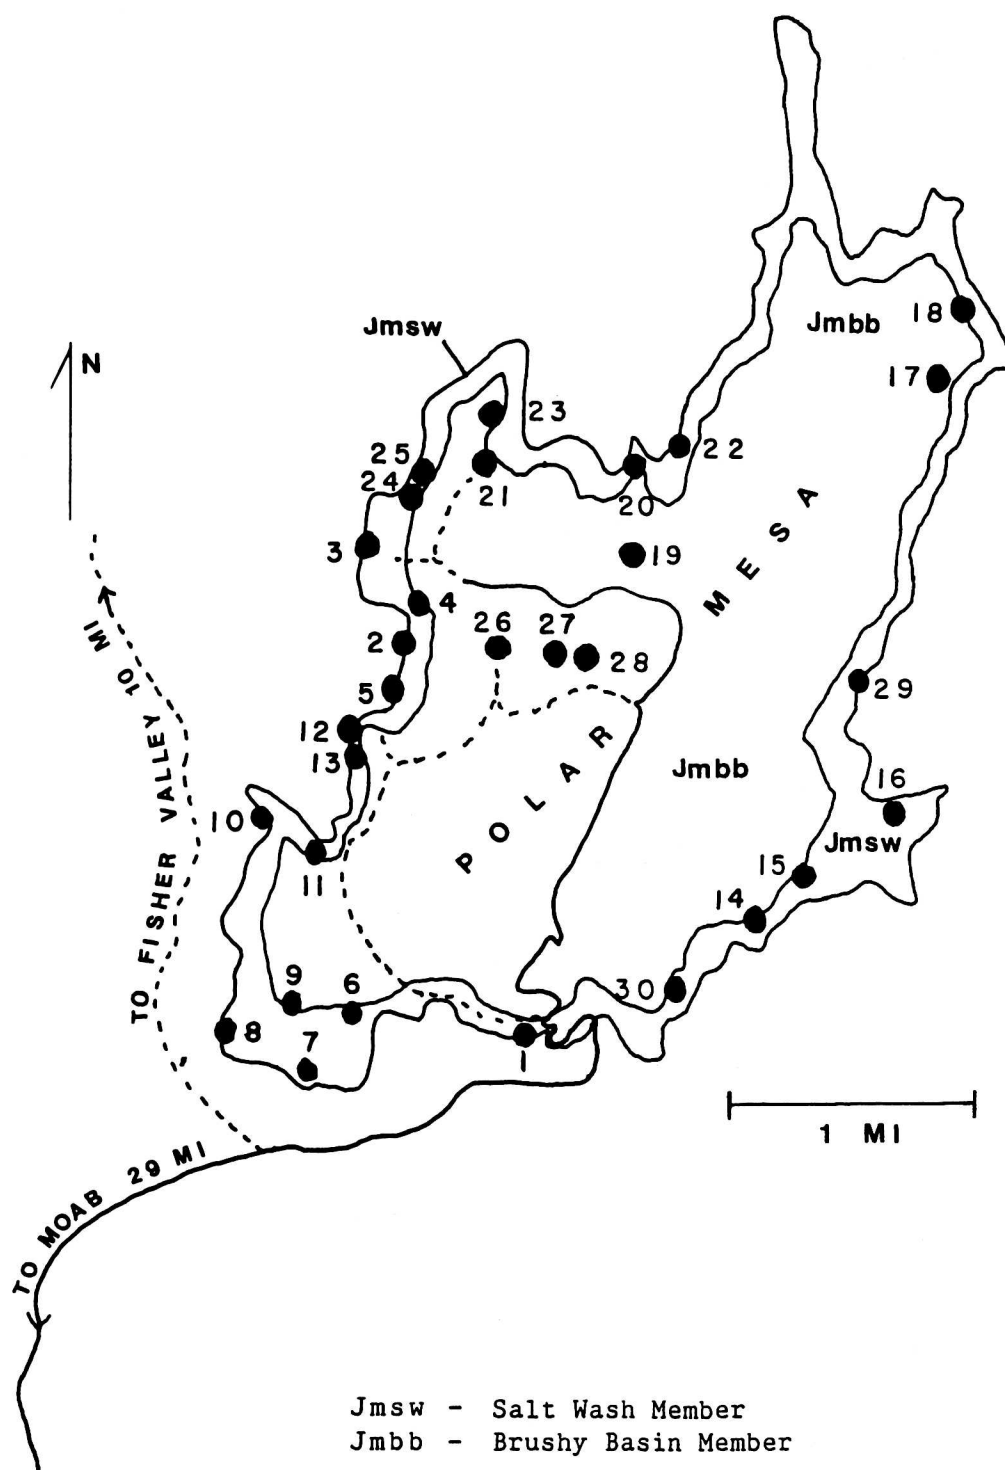 Jmbb
18
17
Jmsw
N
23
25
24
22
21
20
3
19
MESA
4
26
27
28
2
5
29
12
13
POLAR
Jmbb
16
10
Jmsw
11
15
14
9
6
30
8
7
1
TO FISHER VALLEY 10 MI
1 MI
TO MOAB 29 MI
Jmsw - Salt Wash Member
Jmbb - Brushy Basin Member